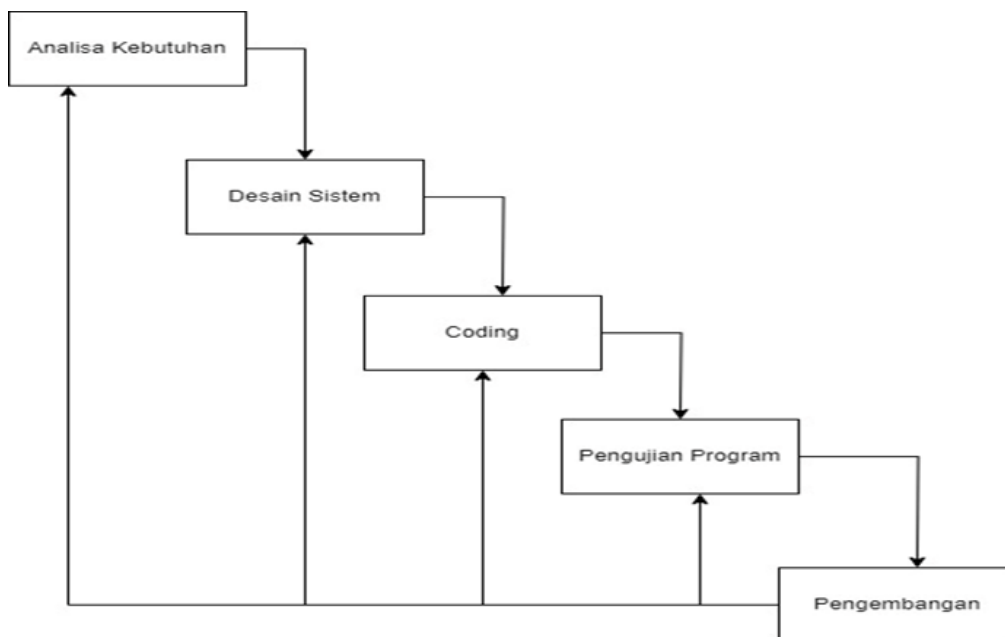 Analisa Kebutuhan
Desain Sistem
Coding
Pengujian Program
Pengembangan